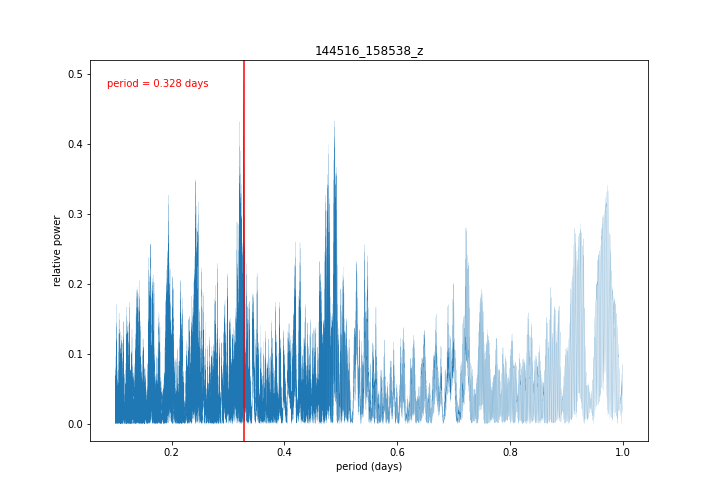 144516_158538_z
period = 0.328 days
relative power
0.5
0.4
0.3
0.2
0.1
0.0
0.2 0.4 0.6 0.8 1.0
period (days)